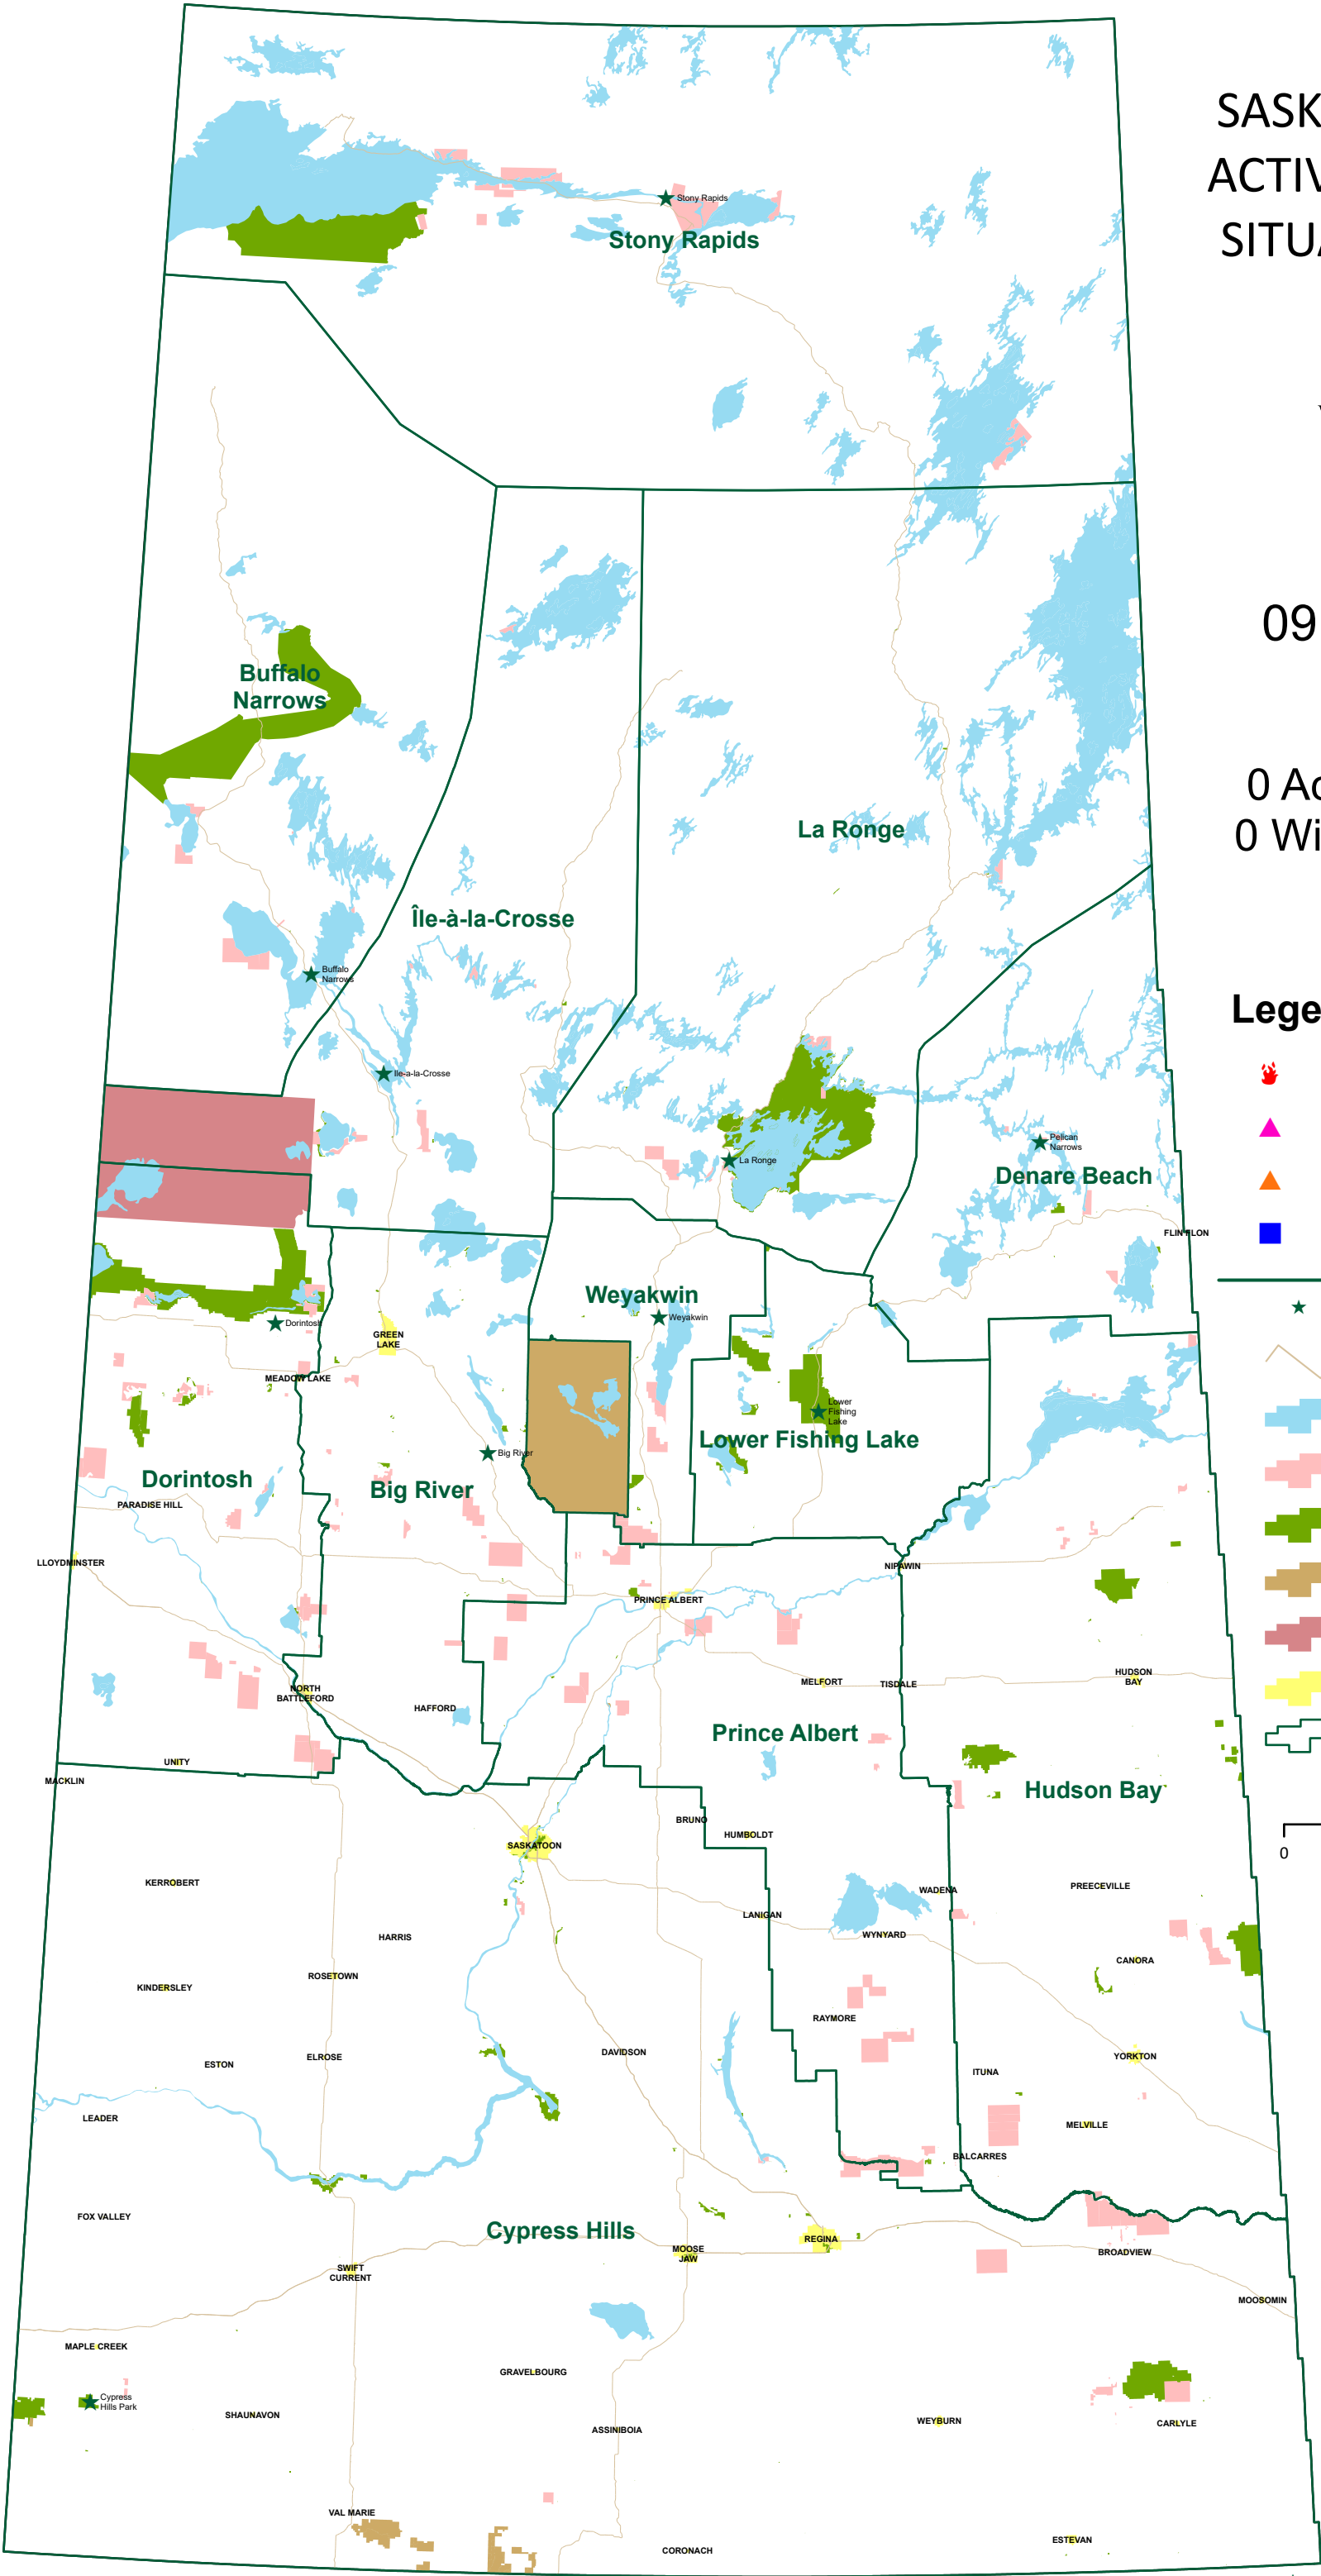 SASK
ACTIV
SITUA
09
0 Ac
0 Wi
Lege
0
Stony Rapids
Stony Rapids
Buffalo
Narrows
La Ronge
Île-à-la-Crosse
Buffalo
Narrows
Ile-a-la-Crosse
Pelican
Narrows
La Ronge
Denare Beach
FLIN FLON
Weyakwin
Weyakwin
Dorintosh
GREEN
LAKE
MEADOW LAKE
Lower
Fishing
Lake
Lower Fishing Lake
Big River
Dorintosh
Big River
PARADISE HILL
LLOYDMINSTER
NIPAWIN
PRINCE ALBERT
HUDSON
BAY
MELFORT
TISDALE
NORTH
BATTLEFORD
HAFFORD
Prince Albert
UNITY
MACKLIN
Hudson Bay
BRUNO
HUMBOLDT
SASKATOON
KERROBERT
PREECEVILLE
WADENA
LANIGAN
WYNYARD
HARRIS
CANORA
ROSETOWN
KINDERSLEY
RAYMORE
DAVIDSON
YORKTON
ELROSE
ESTON
ITUNA
LEADER
MELVILLE
BALCARRES
FOX VALLEY
Cypress Hills
REGINA
MOOSE
JAW
BROADVIEW
SWIFT
CURRENT
MOOSOMIN
MAPLE CREEK
GRAVELBOURG
Cypress
Hills Park
SHAUNAVON
WEYBURN
CARLYLE
ASSINIBOIA
VAL MARIE
ESTEVAN
CORONACH